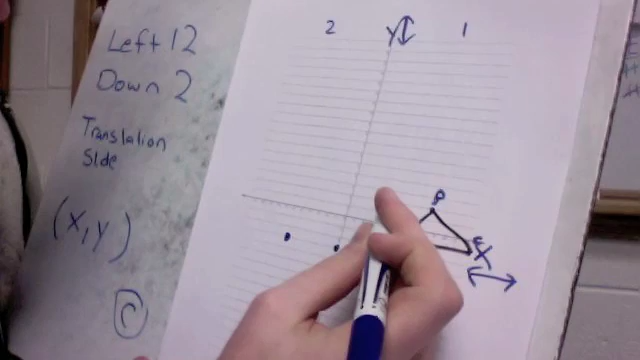 Left 12
Down 2
Translation
Slide
(x,y)
C
2 Y 1
P
E
X